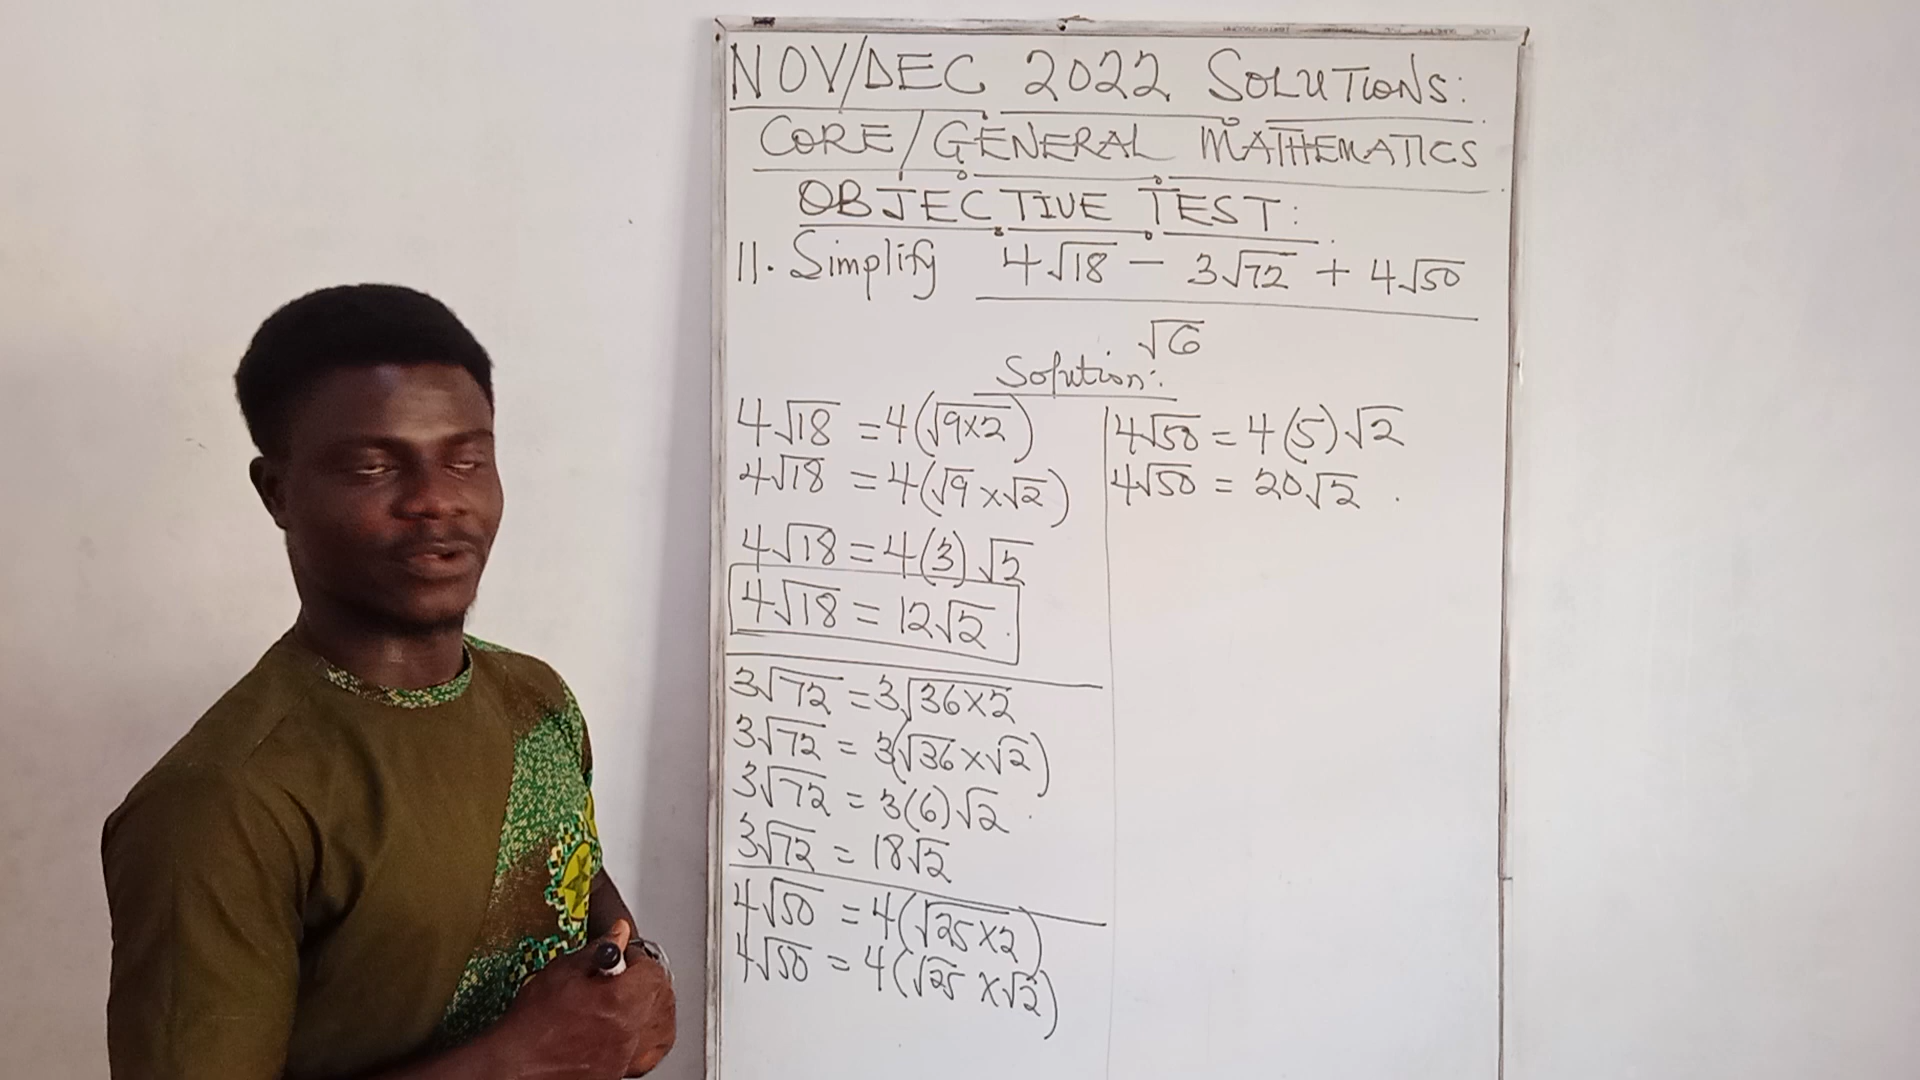 NOV/DEC 2022 SOLUTIONS:
CORE/GENERAL MATHEMATICS
OBJECTIVE TEST:
11. Simplify 4√18 - 3√72 + 4√50
√6
Solution:
4√18 = 4(√9×2)
4√18 = 4(√9 × √2)
4√18 = 4(3)√2
4√18 = 12√2.
3√72 = 3√36×2
3√72 = 3(√36 × √2)
3√72 = 3(6)√2.
3√72 = 18√2
4√50 = 4(√25×2)
4√50 = 4(√25 × √2)
4√50 = 4(5)√2
4√50 = 20√2.